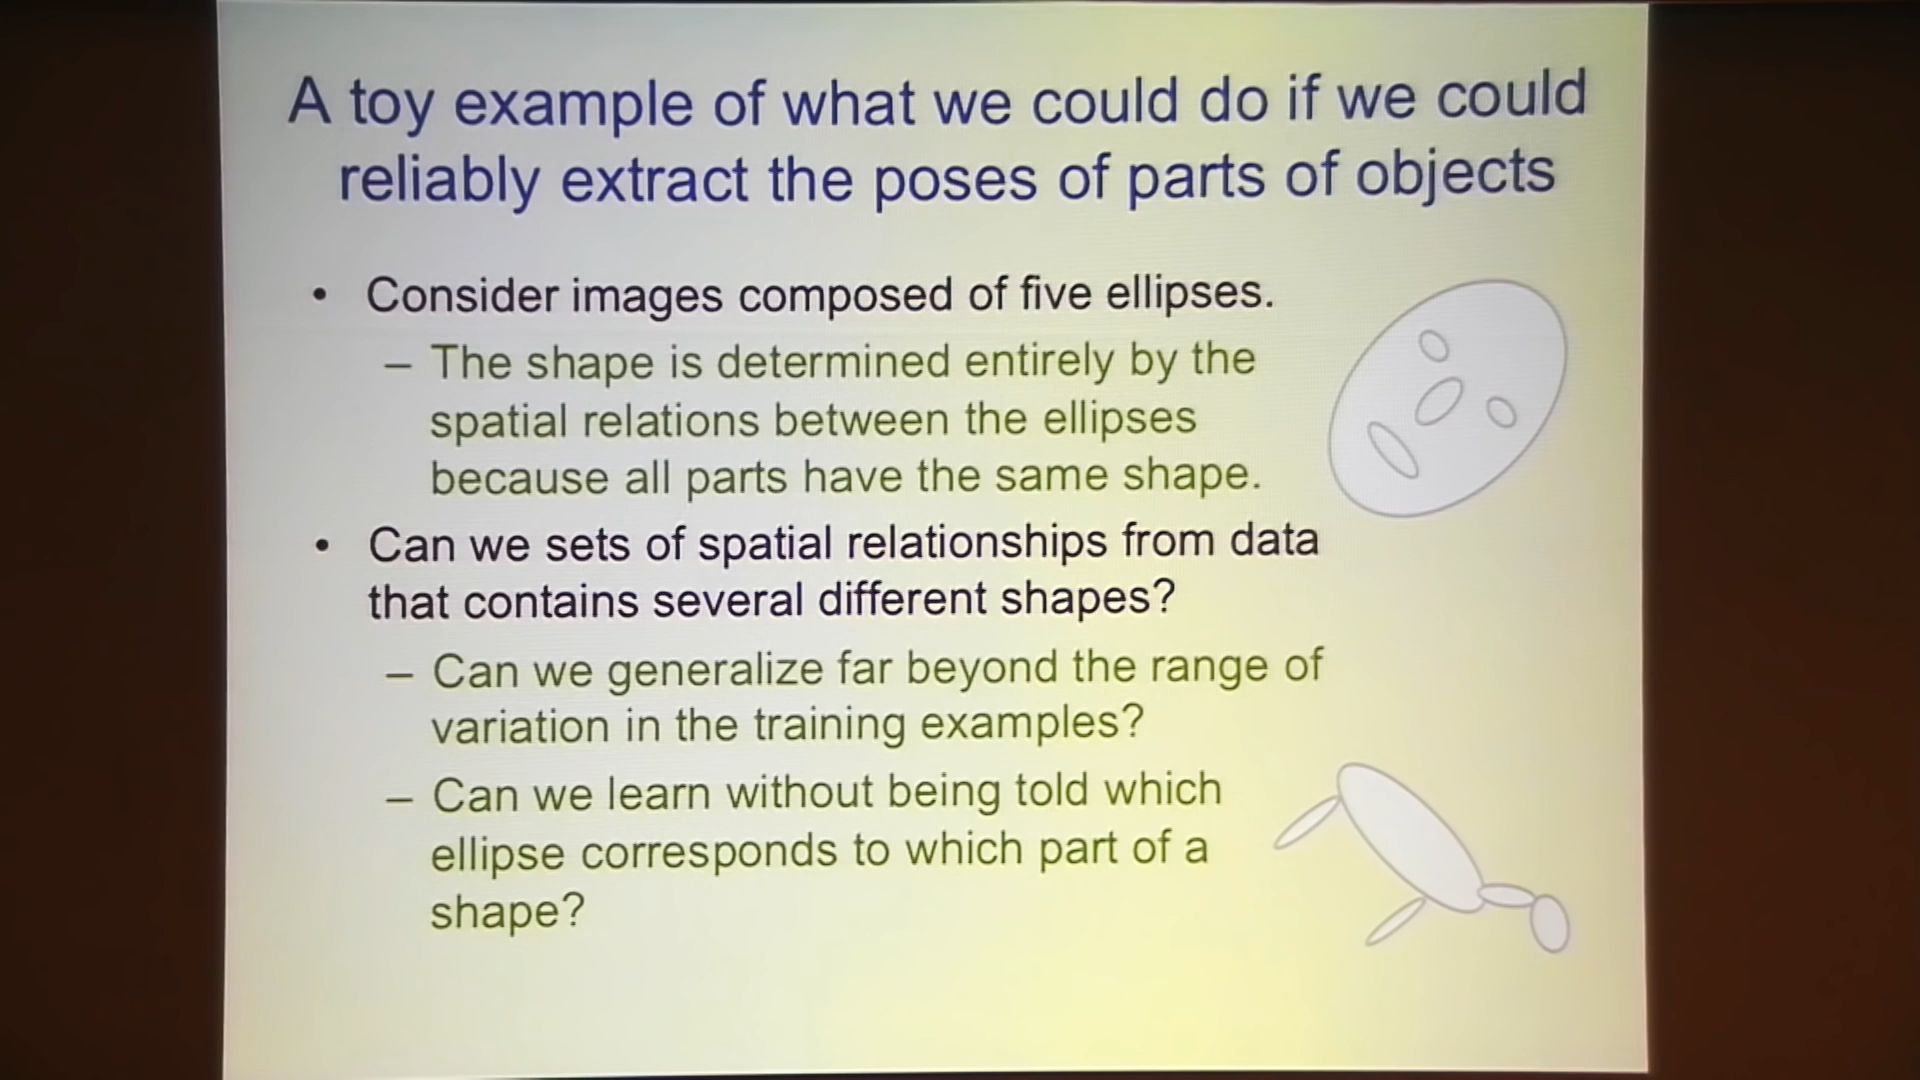 A toy example of what we could do if we could
reliably extract the poses of parts of objects
• Consider images composed of five ellipses.
– The shape is determined entirely by the
spatial relations between the ellipses
because all parts have the same shape.
• Can we sets of spatial relationships from data
that contains several different shapes?
– Can we generalize far beyond the range of
variation in the training examples?
– Can we learn without being told which
ellipse corresponds to which part of a
shape?